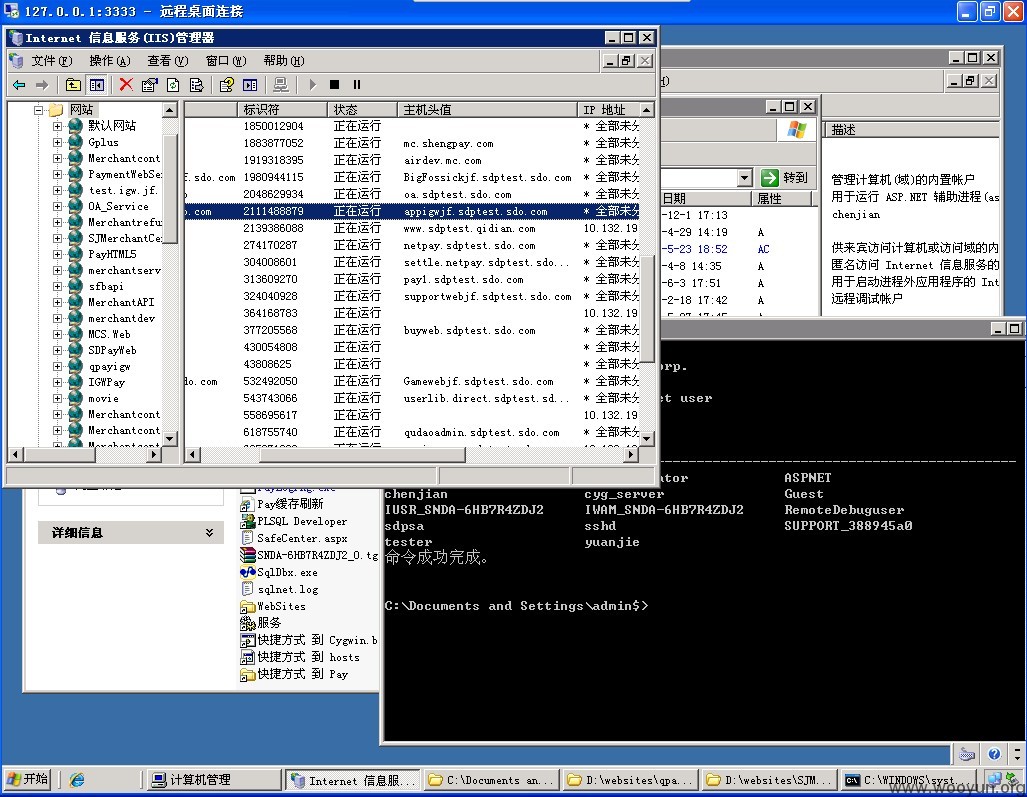 127.0.0.1:3333 - 远程桌面连接
Internet 信息服务(IIS)管理器
文件(F) 操作(A) 查看(V) 窗口(W) 帮助(H)
网站
默认网站
Gplus
Merchantcont
PaymentWebSe
test.igw.jf.
OA_Service
Merchantrefu
SJMerchantCe
PayHTML5
merchantserv
sfbapi
MerchantAPI
merchantdev
MCS.Web
SDPayWeb
qpayigw
IGWPay
movie
Merchantcont
Merchantcont
标识符 状态 主机头值 IP 地址
1850012904 正在运行 * 全部未分
1883877052 正在运行 mc.shengpay.com * 全部未分
1919318395 正在运行 airdev.mc.com * 全部未分
f.sdo.com 1980944115 正在运行 BigFossickjf.sdptest.sdo.com * 全部未分
2048629934 正在运行 oa.sdptest.sdo.com * 全部未分
o.com 2111488879 正在运行 appigwjf.sdptest.sdo.com * 全部未分
2139386088 正在运行 www.sdptest.qidian.com 10.132.19
274170287 正在运行 netpay.sdptest.sdo.com * 全部未分
304008601 正在运行 settle.netpay.sdptest.sdo... * 全部未分
313609270 正在运行 pay1.sdptest.sdo.com * 全部未分
324040928 正在运行 supportwebjf.sdptest.sdo.com * 全部未分
364168783 正在运行 10.132.19
377205568 正在运行 buyweb.sdptest.sdo.com * 全部未分
430054808 正在运行 * 全部未分
43808625 正在运行 * 全部未分
do.com 532492050 正在运行 Gamewebjf.sdptest.sdo.com * 全部未分
543743066 正在运行 userlib.direct.sdptest.sd... * 全部未分
558695617 正在运行 10.132.19
618755740 正在运行 qudaoadmin.sdptest.sdo.com * 全部未分
转到
日期 属性
-12-1 17:13
-4-29 14:19 A
-5-23 18:52 AC
-4-8 14:35 A
-6-3 17:51 A
-2-18 17:42 A
描述
管理计算机(域)的内置帐户
用于运行 ASP.NET 辅助进程(as
chenjian
供来宾访问计算机或访问域的内
匿名访问 Internet 信息服务的
用于启动进程外应用程序的 Int
远程调试帐户
orp.
et user
ator ASPNET
chenjian cyg_server Guest
IUSR_SNDA-6HB7R4ZDJ2 IWAM_SNDA-6HB7R4ZDJ2 RemoteDebuguser
sdpsa sshd SUPPORT_388945a0
tester yuanjie
命令成功完成。
C:\Documents and Settings\admin$>
详细信息
Pay缓存刷新
PLSQL Developer
SafeCenter.aspx
SNDA-6HB7R4ZDJ2_0.tg
SqlDbx.exe
sqlnet.log
WebSites
服务
快捷方式 到 Cygwin.b
快捷方式 到 hosts
快捷方式 到 Pay
开始
计算机管理
Internet 信息服...
C:\Documents an...
D:\websites\qpa...
D:\websites\SJM...
C:\WINDOWS\syst...
www.wooyun.org